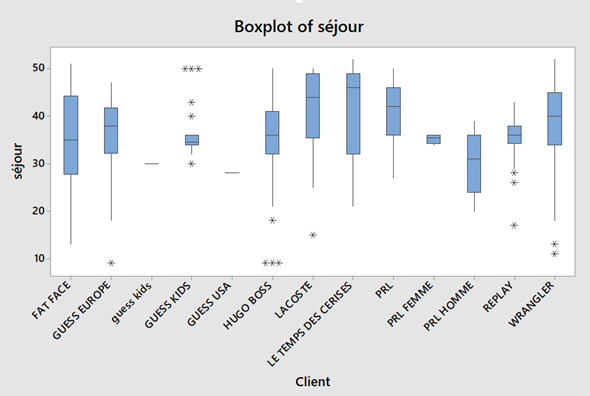 Boxplot of séjour
séjour
50
40
30
20
10
FAT FACE
GUESS EUROPE
guess kids
GUESS KIDS
GUESS USA
HUGO BOSS
LACOSTE
LE TEMPS DES CERISES
PRL
PRL FEMME
PRL HOMME
REPLAY
WRANGLER
Client